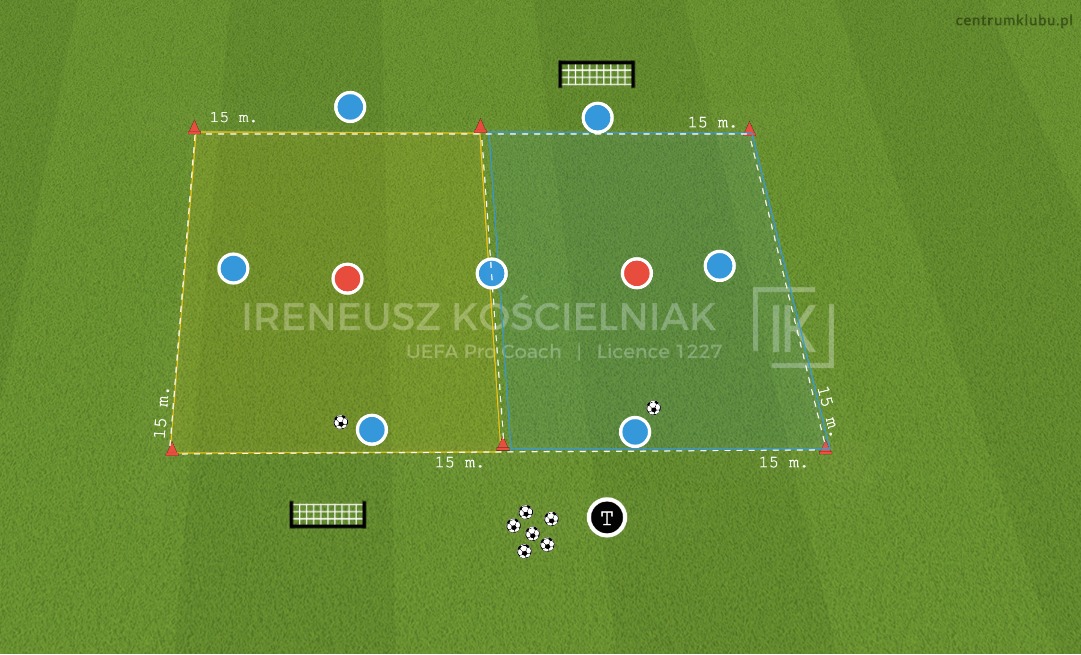 centrumklubu.pl
15 m.
15 m.
IRENEUSZ KOŚCIELNIAK
IK
UEFA Pro Coach | Licence 1227
15 m.
15 m.
15 m.
15 m.
T